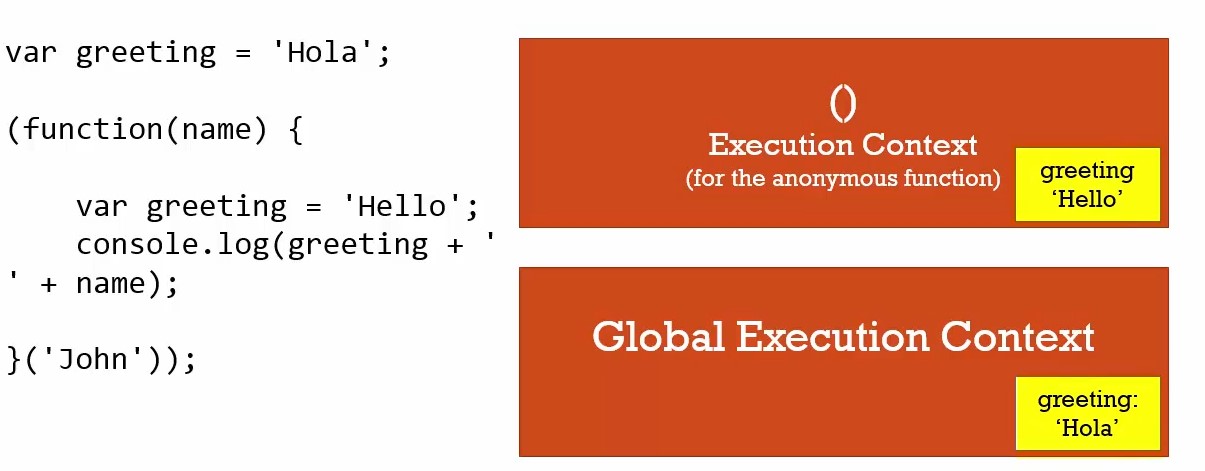 var greeting = 'Hola';
(function(name) {
var greeting = 'Hello';
console.log(greeting + '
' + name);
}('John'));
()
Execution Context
(for the anonymous function)
greeting
‘Hello’
Global Execution Context
greeting:
‘Hola’